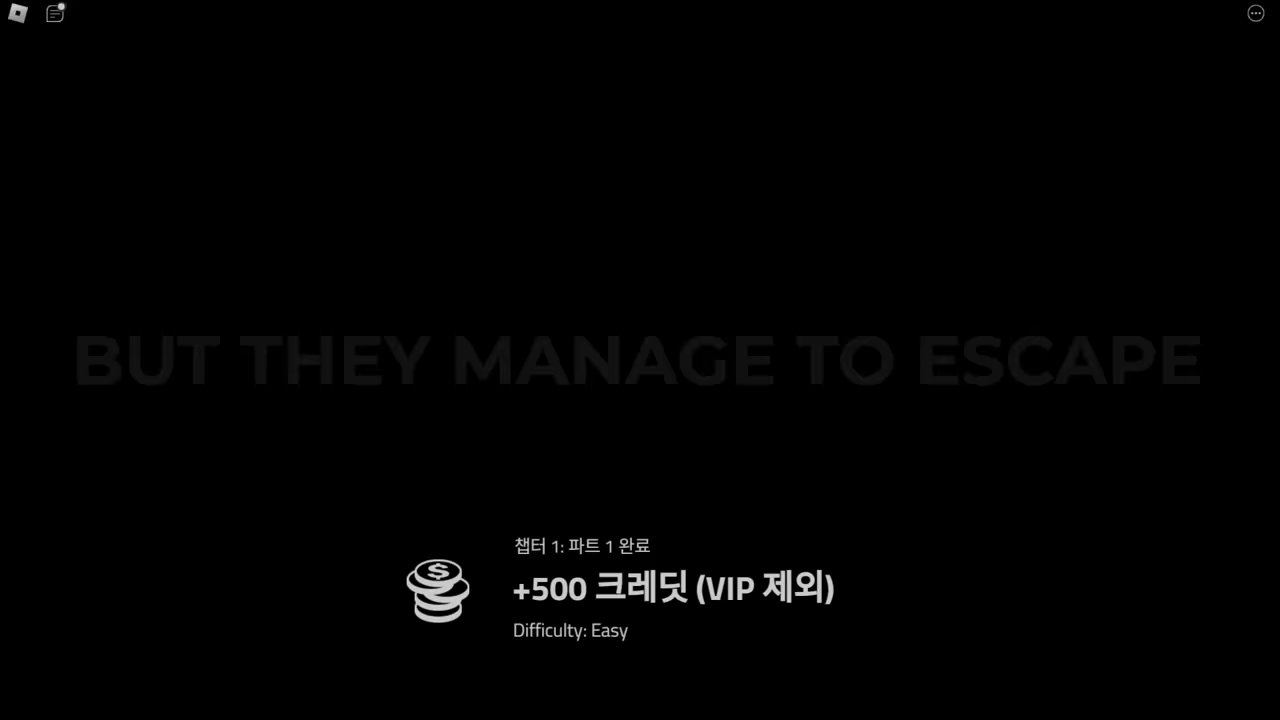 BUT THEY MANAGE TO ESCAPE
챕터 1: 파트 1 완료
+500 크레딧 (VIP 제외)
Difficulty: Easy